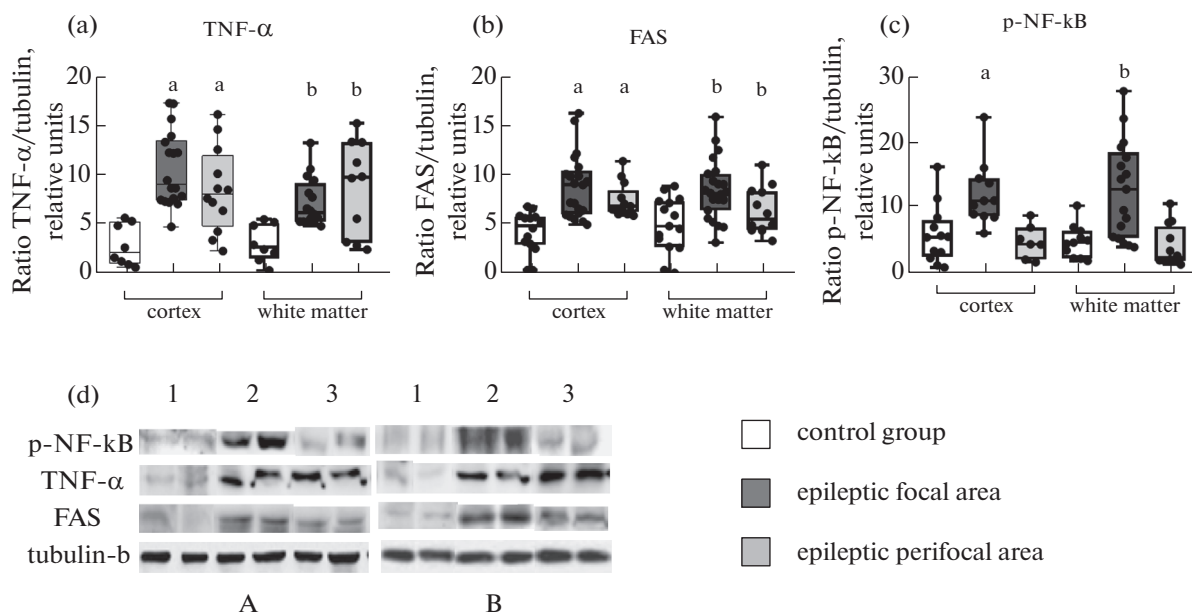 (a)
TNF-α
Ratio TNF-α/tubulin,
relative units
20
15
10
5
0
a
a
b
b
cortex
white matter
(b)
FAS
Ratio FAS/tubulin,
relative units
20
15
10
5
0
a
a
b
b
cortex
white matter
(c)
p-NF-kB
Ratio p-NF-kB/tubulin,
relative units
40
30
20
10
0
a
b
cortex
white matter
(d)
1 2 3 1 2 3
p-NF-kB
TNF-α
FAS
tubulin-b
A B
control group
epileptic focal area
epileptic perifocal area